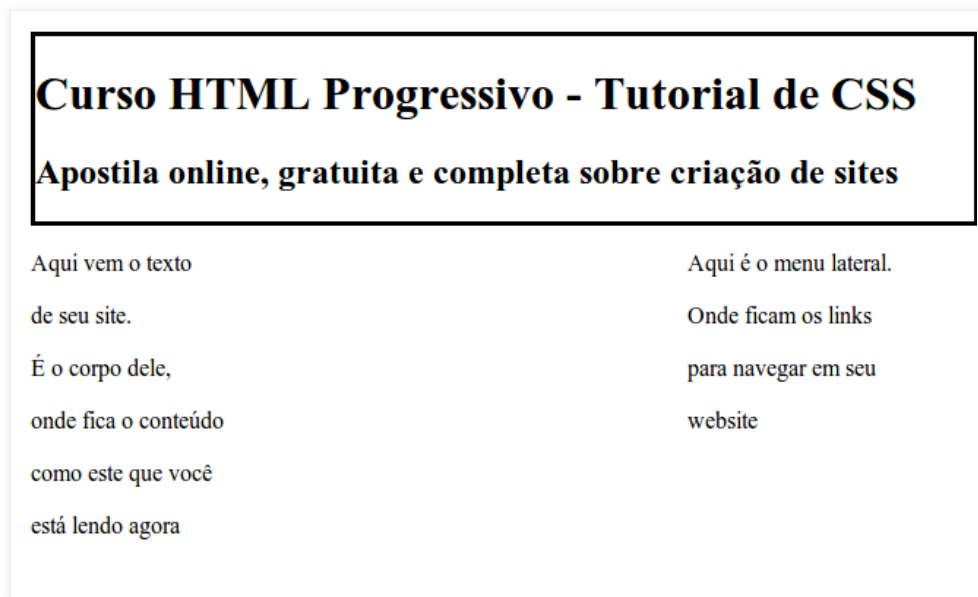 Curso HTML Progressivo - Tutorial de CSS
Apostila online, gratuita e completa sobre criação de sites
Aqui vem o texto
de seu site.
É o corpo dele,
onde fica o conteúdo
como este que você
está lendo agora
Aqui é o menu lateral.
Onde ficam os links
para navegar em seu
website